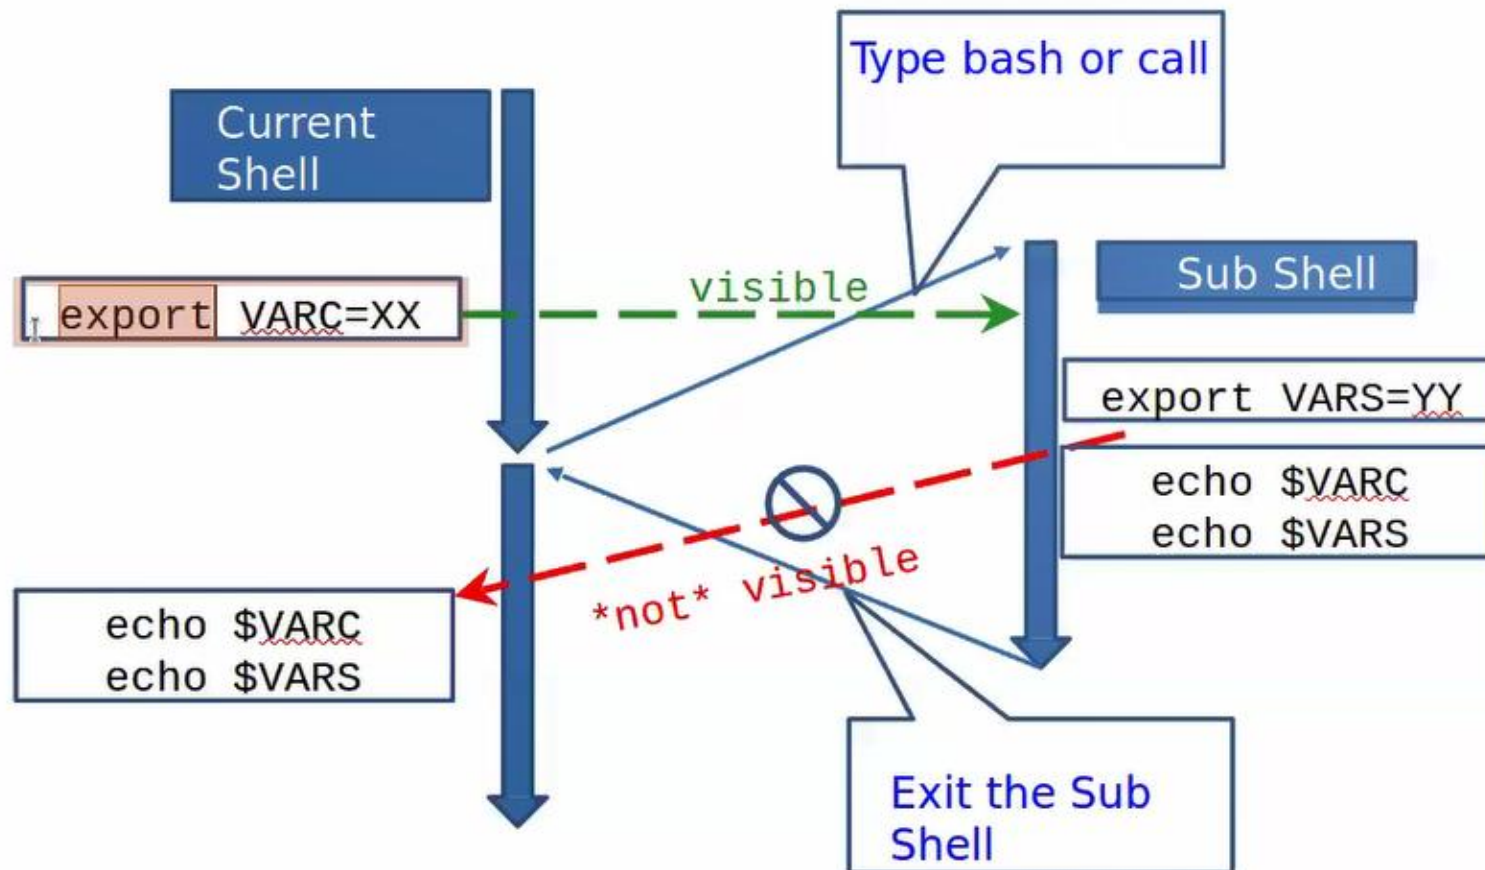 Type bash or call
Current
Shell
Sub Shell
visible
export VARC=XX
export VARS=YY
echo $VARC
echo $VARS
*not* visible
echo $VARC
echo $VARS
Exit the Sub
Shell